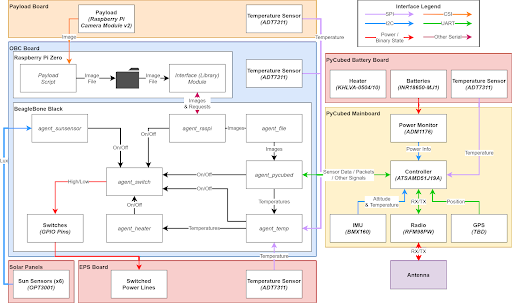 Payload Board
Payload
(Raspberry Pi
Camera Module v2)
Temperature Sensor
(ADT7311)
Interface Legend
SPI
CSI
I2C
UART
Power /
Binary State
Other Serial
Image
Temperature
OBC Board
Raspberry Pi Zero
Payload
Script
Image
File
Image
File
Interface (Library)
Module
Temperature Sensor
(ADT7311)
Images
& Requests
BeagleBone Black
agent_sunsensor
agent_raspi
Images
agent_file
On/Off
On/Off
Images
On/Off
agent_switch
agent_pycubed
On/Off
High/Low
On/Off
Temperatures
Switches
(GPIO Pins)
agent_heater
Temperatures
agent_temp
Lux
Temperature
Sensor Data / Packets
/ Other Signals
PyCubed Battery Board
Heater
(KHLVA-0504/10)
Batteries
(INR18650-MJ1)
Temperature Sensor
(ADT7311)
PyCubed Mainboard
Power Monitor
(ADM1176)
Power Info
Temperature
Controller
(ATSAMD51J19A)
Attitude
& Temperature
RX/TX
Position
IMU
(BMX160)
Radio
(RFM98PW)
GPS
(TBD)
RX/TX
Antenna
Solar Panels
Sun Sensors (x6)
(OPT3001)
EPS Board
Switched
Power Lines
Temperature Sensor
(ADT7311)